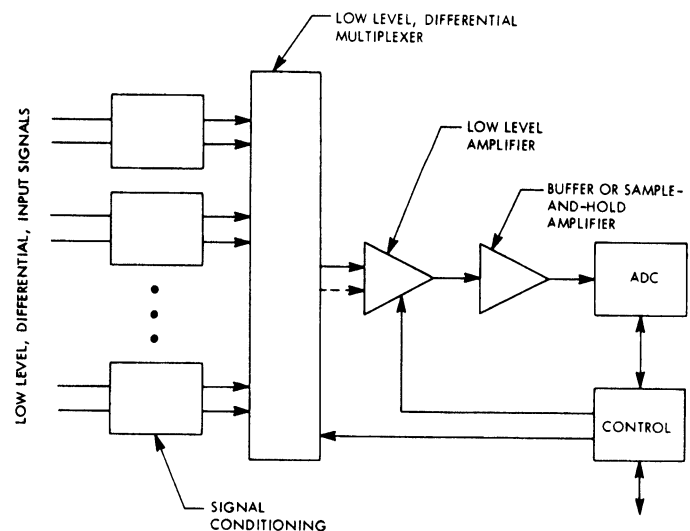 LOW LEVEL, DIFFERENTIAL
MULTIPLEXER
LOW LEVEL, DIFFERENTIAL, INPUT SIGNALS
LOW LEVEL
AMPLIFIER
BUFFER OR SAMPLE-
AND-HOLD
AMPLIFIER
ADC
CONTROL
SIGNAL
CONDITIONING